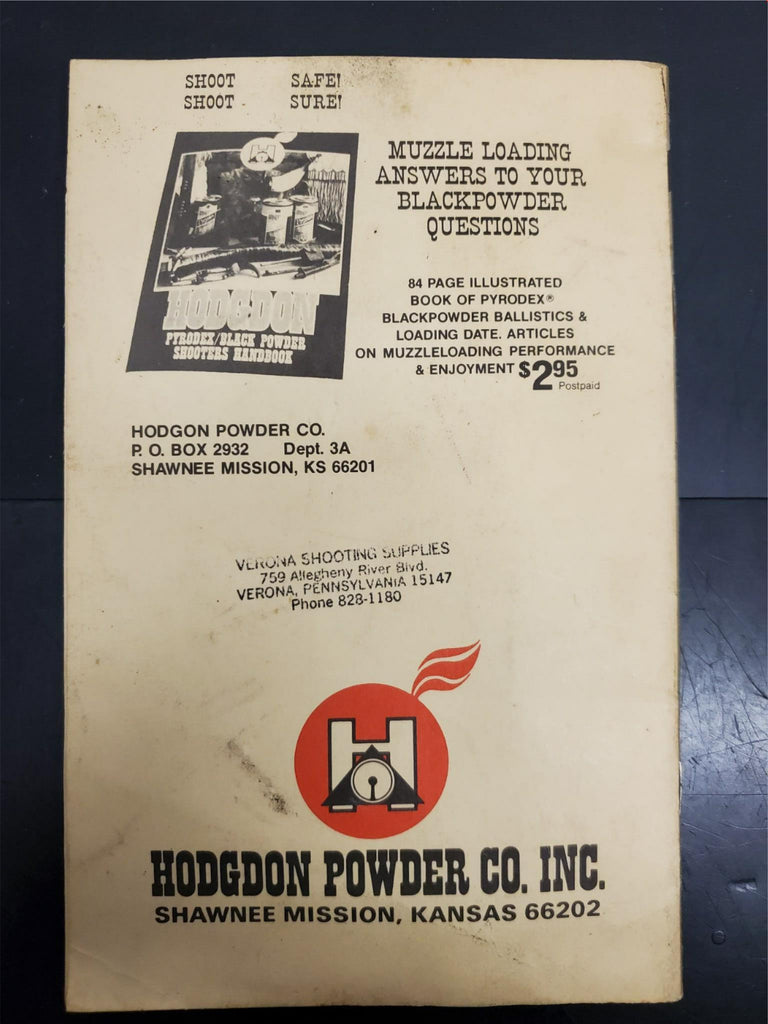 SHOOT SAFE!
SHOOT SURE!
HODGDON
PYRODEX/BLACK POWDER
SHOOTERS HANDBOOK
MUZZLE LOADING
ANSWERS TO YOUR
BLACKPOWDER
QUESTIONS
84 PAGE ILLUSTRATED
BOOK OF PYRODEX®
BLACKPOWDER BALLISTICS &
LOADING DATE. ARTICLES
ON MUZZLELOADING PERFORMANCE
& ENJOYMENT $2.95
Postpaid
HODGON POWDER CO.
P. O. BOX 2932 Dept. 3A
SHAWNEE MISSION, KS 66201
VERONA SHOOTING SUPPLIES
759 Allegheny River Blvd.
VERONA, PENNSYLVANIA 15147
Phone 828-1180
H
HODGDON POWDER CO. INC.
SHAWNEE MISSION, KANSAS 66202